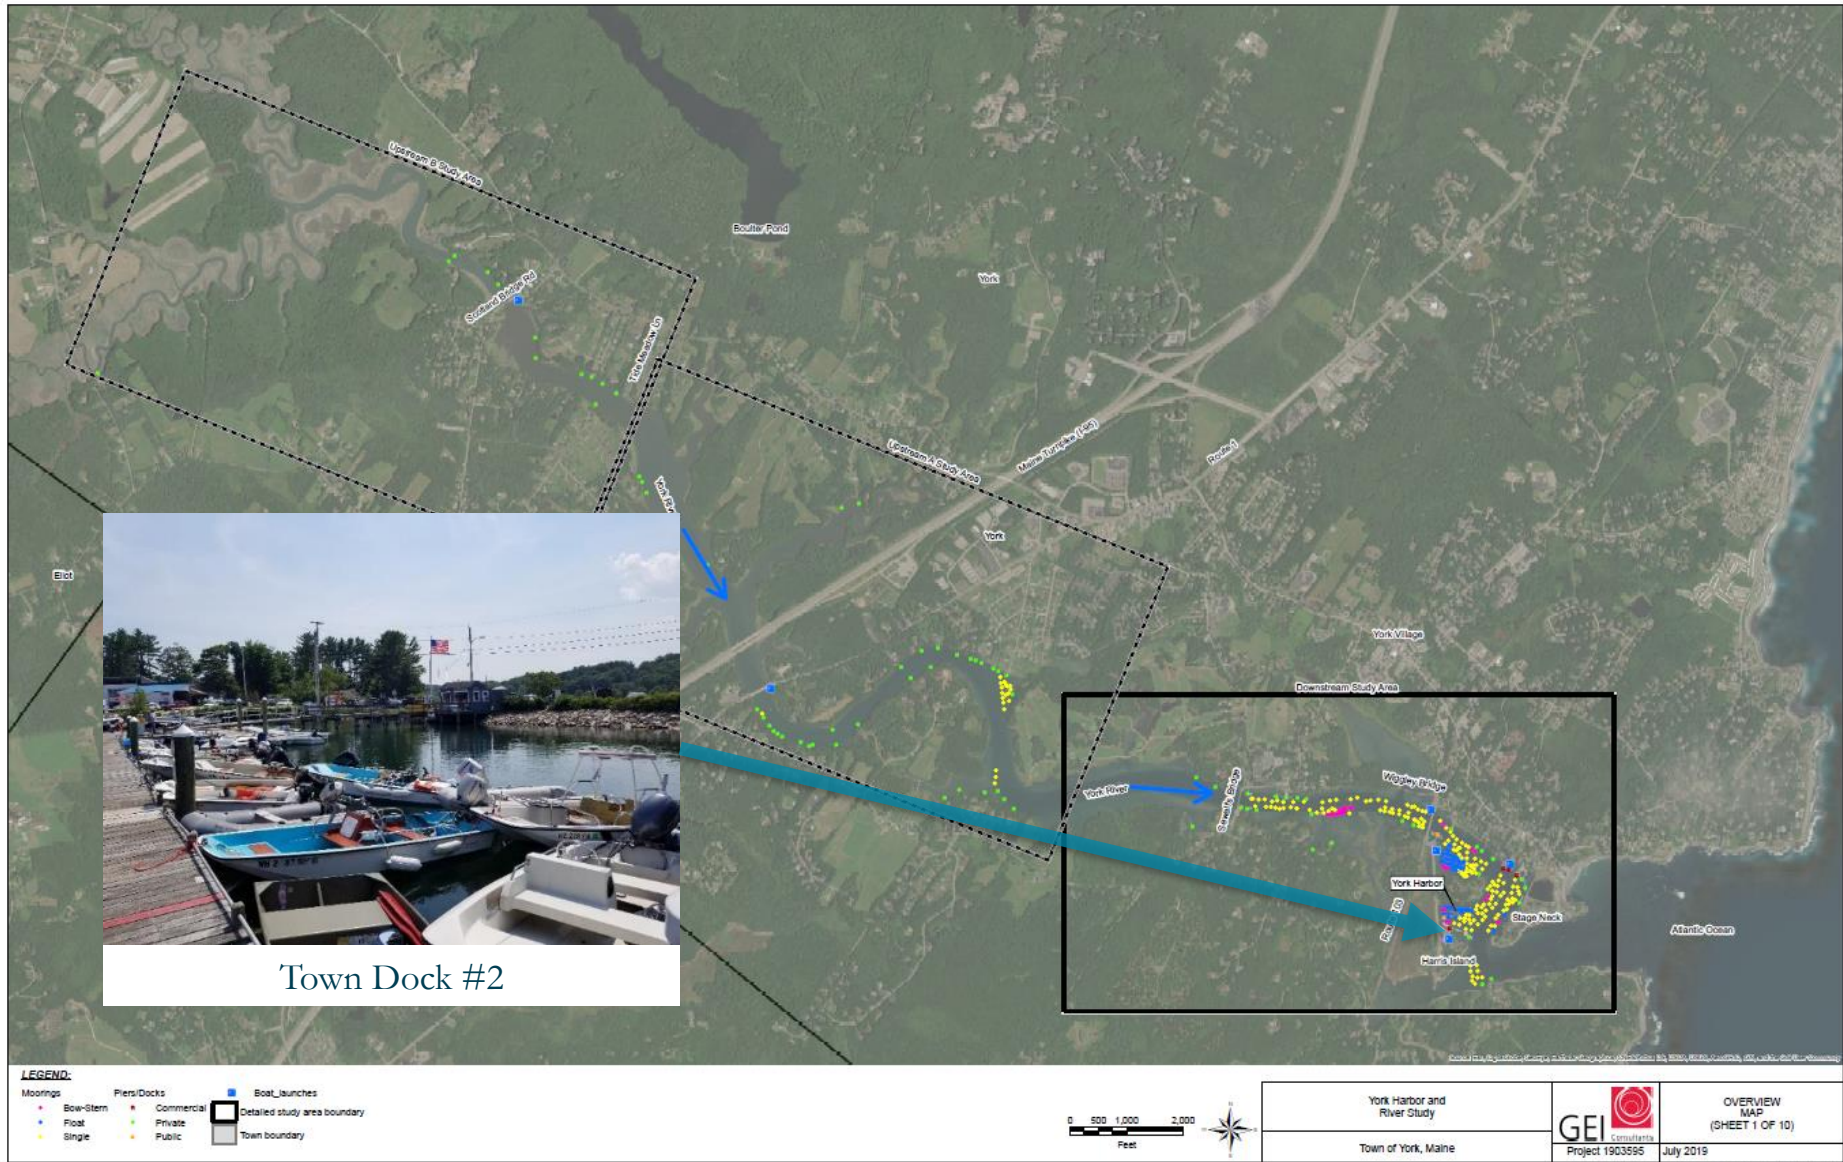 Upstream B Study Area
Boulter Pond
York
Scotland Bridge Rd
Tide Meadow Ln
Maine Turnpike (I-95)
Route 1
Upstream A Study Area
York
Eliot
York Village
Downstream Study Area
York River
Sewall's Bridge
Wiggley Bridge
York Harbor
Stage Neck
Harris Island
Atlantic Ocean
Town Dock #2
LEGEND:
Moorings
Bow-Stern
Float
Single
Piers/Docks
Commercial
Private
Public
Boat_launches
Detailed study area boundary
Town boundary
0 500 1,000 2,000
Feet
York Harbor and
River Study
Town of York, Maine
GEI Consultants
Project 1903595
OVERVIEW
MAP
(SHEET 1 OF 10)
July 2019